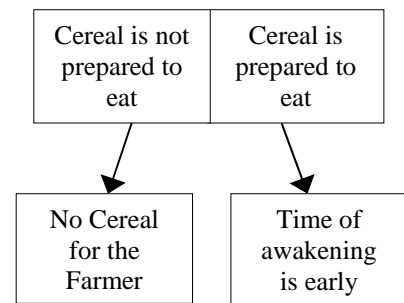 Cereal is not
prepared to
eat
Cereal is
prepared to
eat
No Cereal
for the
Farmer
Time of
awakening
is early